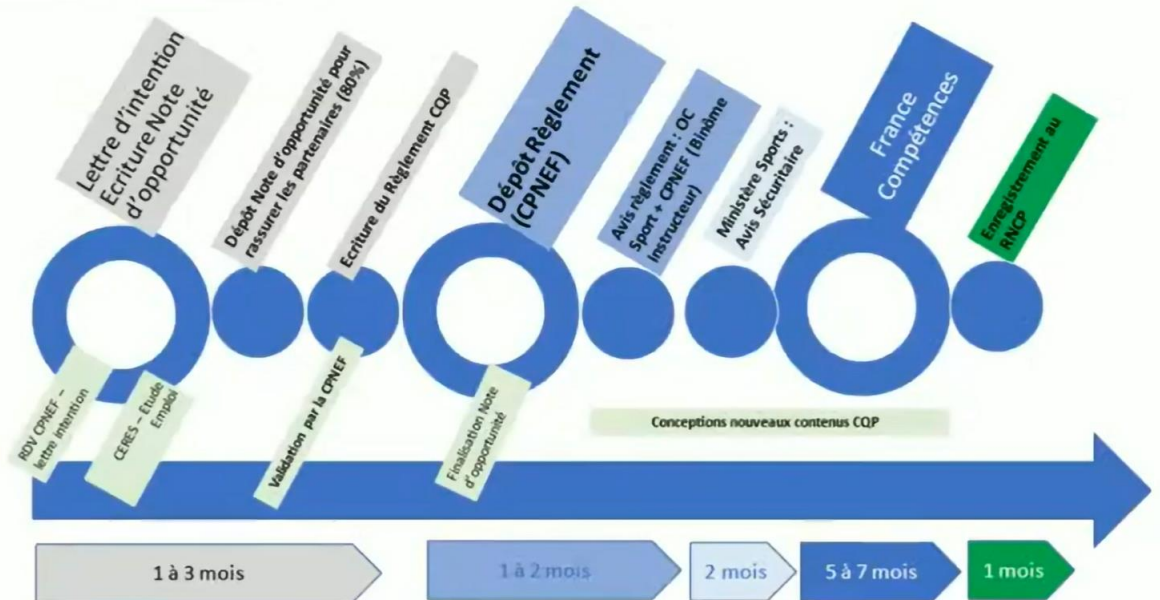 Lettre d'intention
Ecriture Note
d'opportunité
Dépôt Note d'opportunité pour
rassurer les partenaires (80%)
Ecriture du Règlement CQP
Dépôt Règlement
(CPNEF)
Avis règlement : OC
Sport + CPNEF (Binôme
Instructeur)
Ministère Sports :
Avis Sécuritaire
France
Compétences
Enregistrement au
RNCP
RDV CPNEF –
lettre intention
CERES – Etude
Emploi
Validation par la CPNEF
Finalisation Note
d'opportunité
Conceptions nouveaux contenus CQP
1 à 3 mois
1 à 2 mois
2 mois
5 à 7 mois
1 mois